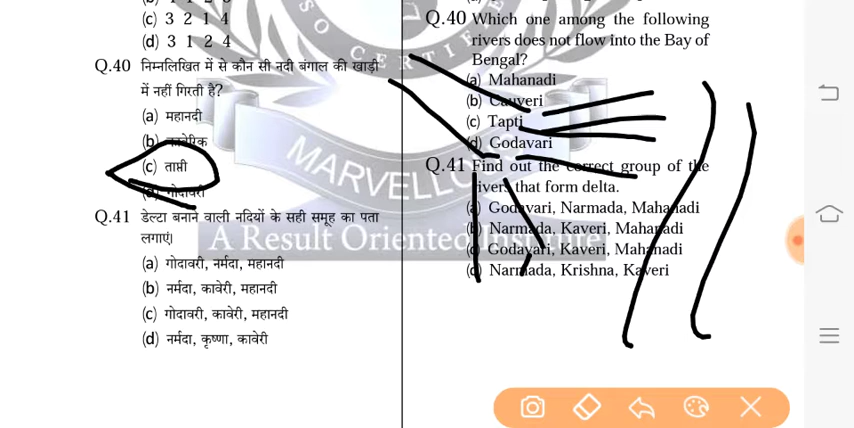 (c) 3 2 1 4
(d) 3 1 2 4
Q.40 निम्नलिखित में से कौन सी नदी बंगाल की खाड़ी
में नहीं गिरती है?
(a) महानदी
(b) कावेरिक
(c) ताप्ती
(d) गोदावरी
Q.41 डेल्टा बनाने वाली नदियों के सही समूह का पता
लगाएं।
(a) गोदावरी, नर्मदा, महानदी
(b) नर्मदा, कावेरी, महानदी
(c) गोदावरी, कावेरी, महानदी
(d) नर्मदा, कृष्णा, कावेरी
Q.40 Which one among the following
rivers does not flow into the Bay of
Bengal?
(a) Mahanadi
(b) Cauveri
(c) Tapti
(d) Godavari
Q.41 Find out the correct group of the
rivers that form delta.
(a) Godavari, Narmada, Mahanadi
(b) Narmada, Kaveri, Mahanadi
(c) Godavari, Kaveri, Mahanadi
(d) Narmada, Krishna, Kaveri
A Result Oriented Institute